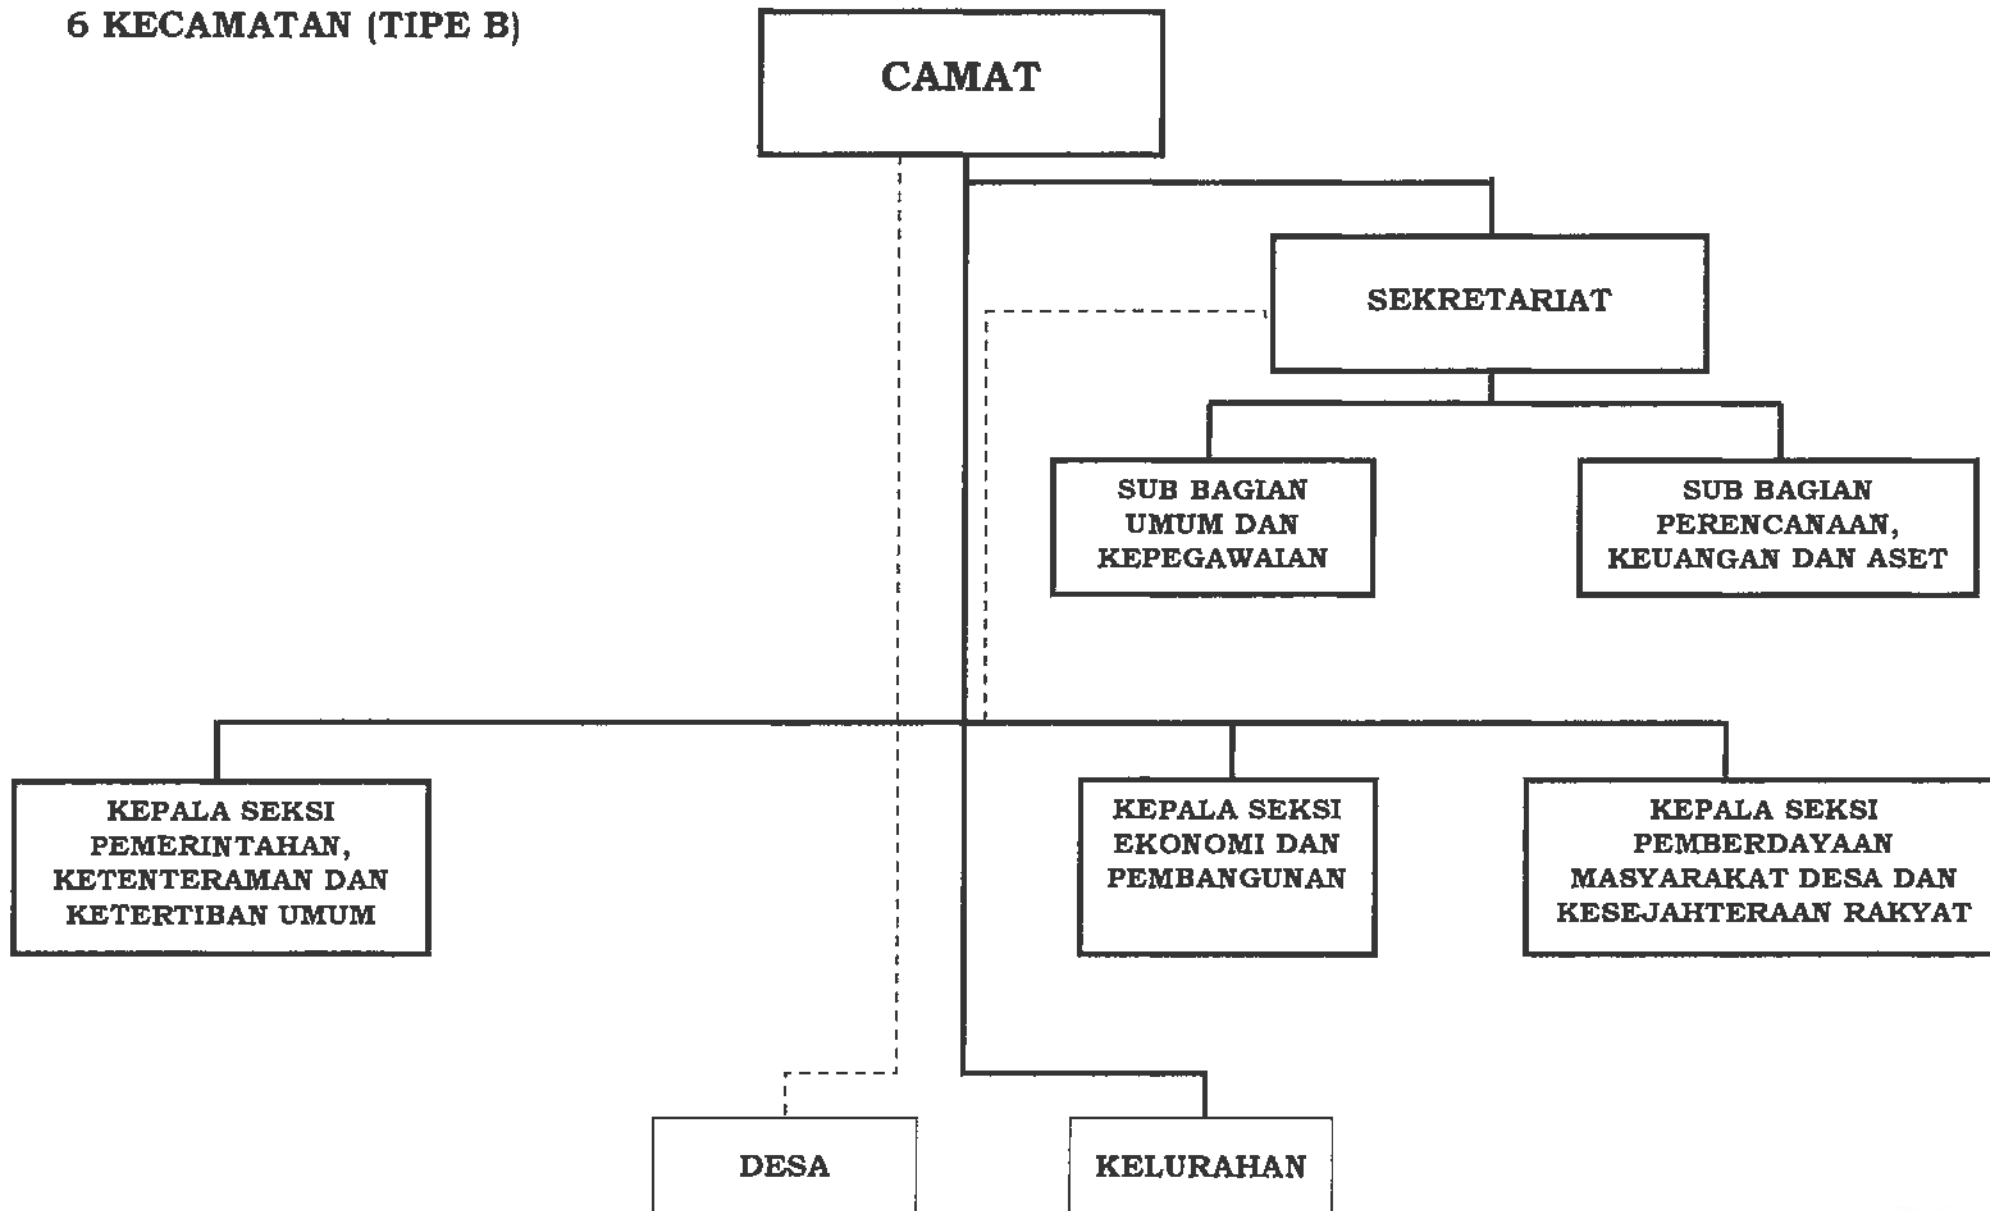 6 KECAMATAN (TIPE B)
CAMAT
SEKRETARIAT
SUB BAGIAN
UMUM DAN
KEPEGAWAIAN
SUB BAGIAN
PERENCANAAN,
KEUANGAN DAN ASET
KEPALA SEKSI
PEMERINTAHAN,
KETENTERAMAN DAN
KETERTIBAN UMUM
KEPALA SEKSI
EKONOMI DAN
PEMBANGUNAN
KEPALA SEKSI
PEMBERDAYAAN
MASYARAKAT DESA DAN
KESEJAHTERAAN RAKYAT
DESA
KELURAHAN